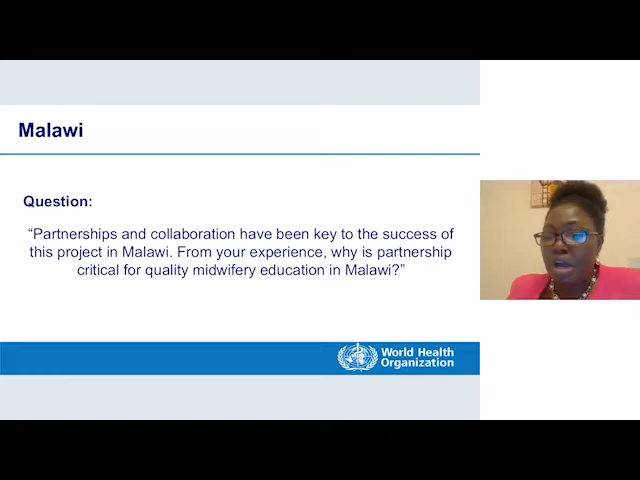 Malawi
Question:
“Partnerships and collaboration have been key to the success of
this project in Malawi. From your experience, why is partnership
critical for quality midwifery education in Malawi?”
World Health
Organization